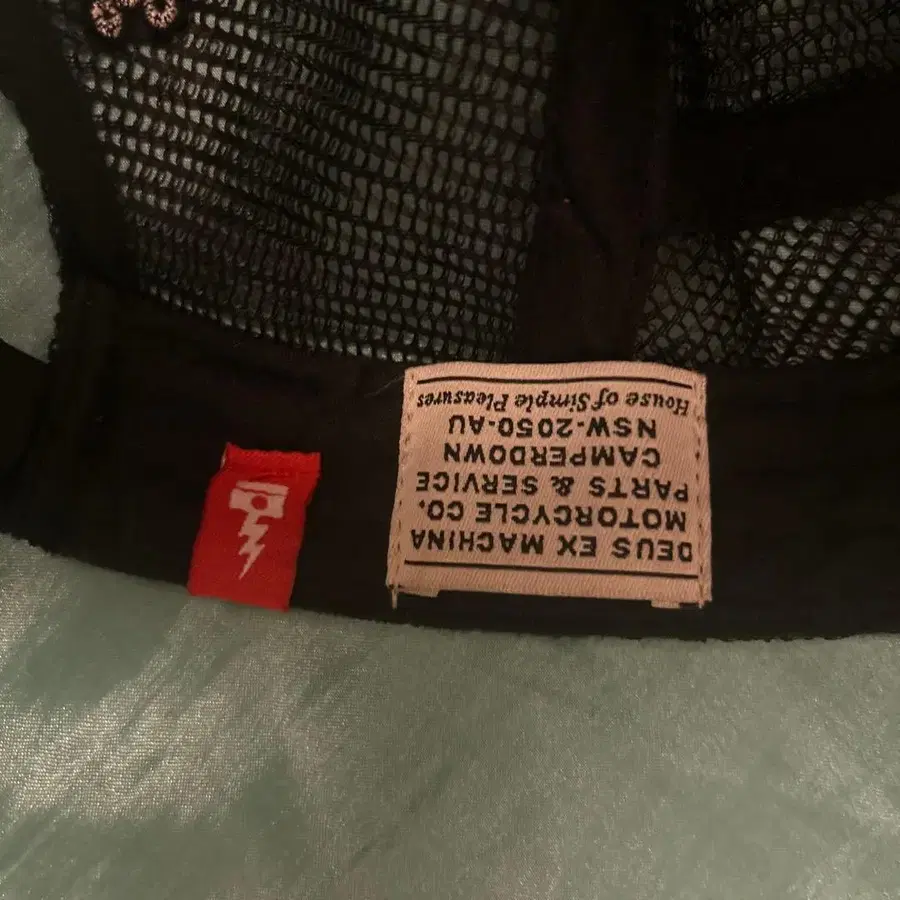 DEUS EX MACHINA
MOTORCYCLE CO.
PARTS & SERVICE
CAMPERDOWN
NSW-2050-AU
House of Simple Pleasures